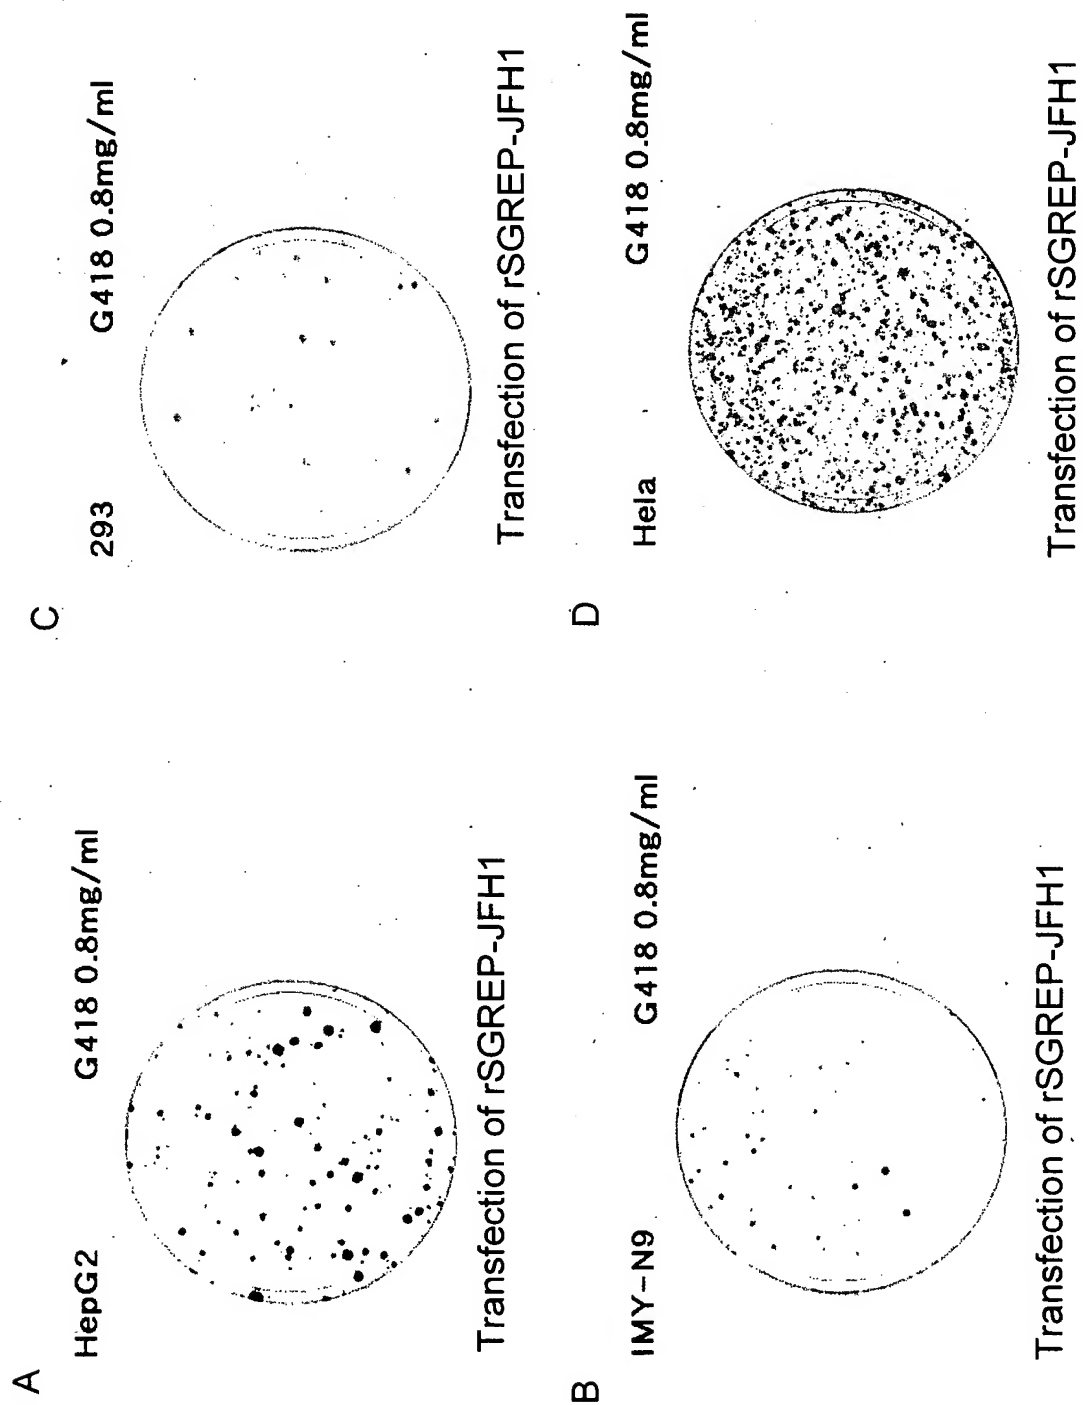 A
HepG2 G418 0.8mg/ml
Transfection of rSGREP-JFH1
B
IMY-N9 G418 0.8mg/ml
Transfection of rSGREP-JFH1
C
293 G418 0.8mg/ml
Transfection of rSGREP-JFH1
D
Hela G418 0.8mg/ml
Transfection of rSGREP-JFH1